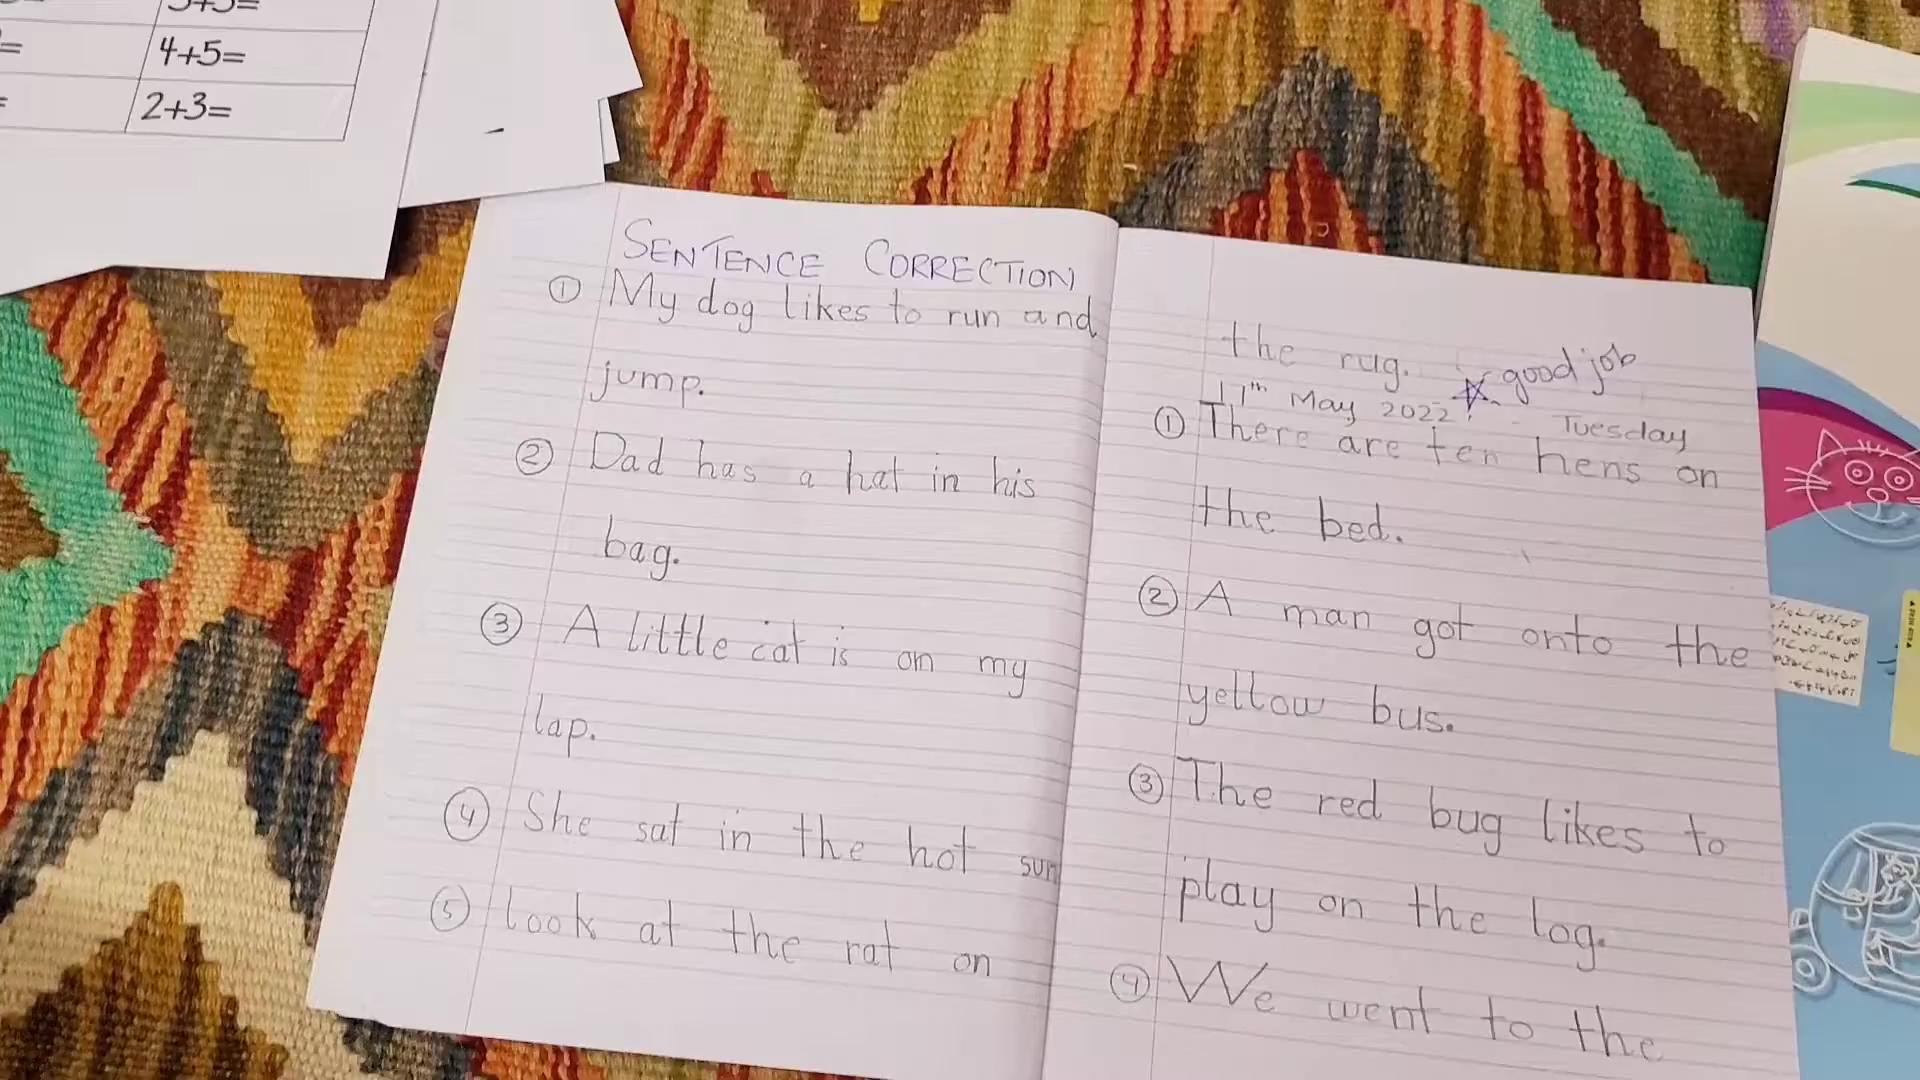 3+5=
4+5=
2+3=
SENTENCE CORRECTION
① My dog likes to run and
jump.
② Dad has a hat in his
bag.
③ A little cat is on my
lap.
④ She sat in the hot sun
⑤ look at the rat on
the rug. good job
17th May 2022 Tuesday
① There are ten hens on
the bed.
② A man got onto the
yellow bus.
③ The red bug likes to
play on the log.
④ We went to the